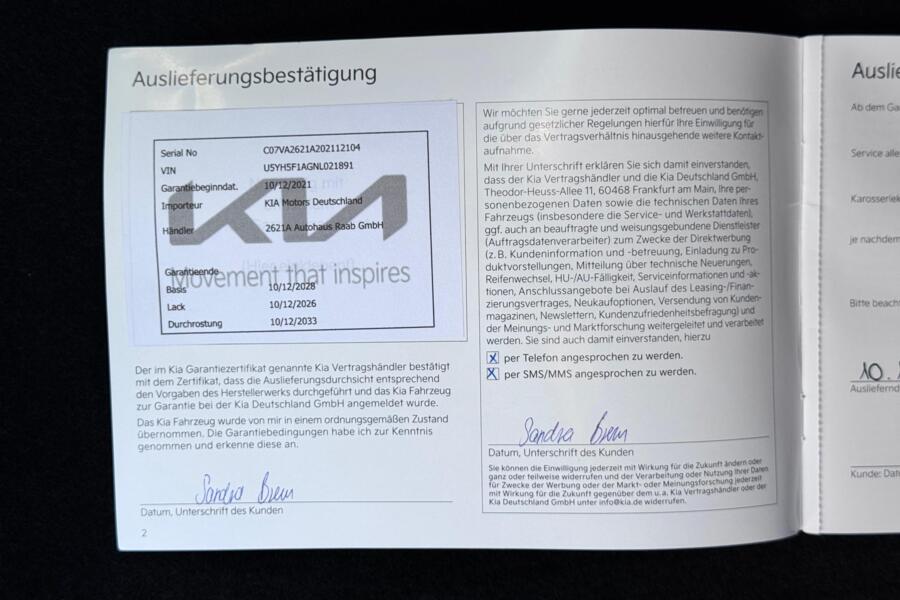 Auslieferungsbestätigung
Serial No C07VA2621A202112104
VIN U5YH5F1AGNL021891
Garantiebeginndat. 10/12/2021
Importeur KIA Motors Deutschland
Händler 2621A Autohaus Raab GmbH
KIA
Garantieende
Movement that inspires
Basis 10/12/2028
Lack 10/12/2026
Durchrostung 10/12/2033
Der im Kia Garantiezertifikat genannte Kia Vertragshändler bestätigt
mit dem Zertifikat, dass die Auslieferungsdurchsicht entsprechend
den Vorgaben des Herstellerwerks durchgeführt und das Kia Fahrzeug
zur Garantie bei der Kia Deutschland GmbH angemeldet wurde.
Das Kia Fahrzeug wurde von mir in einem ordnungsgemäßen Zustand
übernommen. Die Garantiebedingungen habe ich zur Kenntnis
genommen und erkenne diese an.
Sandra
Datum, Unterschrift des Kunden
2
Wir möchten Sie gerne jederzeit optimal betreuen und benötigen
aufgrund gesetzlicher Regelungen hierfür Ihre Einwilligung für
die über das Vertragsverhältnis hinausgehende weitere Kontakt-
aufnahme.
Mit Ihrer Unterschrift erklären Sie sich damit einverstanden,
dass der Kia Vertragshändler und die Kia Deutschland GmbH,
Theodor-Heuss-Allee 11, 60468 Frankfurt am Main, Ihre per-
sonenbezogenen Daten sowie die technischen Daten Ihres
Fahrzeugs (insbesondere die Service- und Werkstattdaten),
ggf. auch an beauftragte und weisungsgebundene Dienstleister
(Auftragsdatenverarbeiter) zum Zwecke der Direktwerbung
(z. B. Kundeninformation und -betreuung, Einladung zu Pro-
duktvorstellungen, Mitteilung über technische Neuerungen,
Reifenwechsel, HU-/AU-Fälligkeit, Serviceinformationen und -ak-
tionen, Anschlussangebote bei Auslauf des Leasing-/Finan-
zierungsvertrages, Neukaufoptionen, Versendung von Kunden-
magazinen, Newslettern, Kundenzufriedenheitsbefragung) und
der Meinungs- und Marktforschung weitergeleitet und verarbeitet
werden. Sie sind auch damit einverstanden, hierzu
X per Telefon angesprochen zu werden.
X per SMS/MMS angesprochen zu werden.
Sandra
Datum, Unterschrift des Kunden
Sie können die Einwilligung jederzeit mit Wirkung für die Zukunft ändern oder
ganz oder teilweise widerrufen und der Verarbeitung oder Nutzung Ihrer Daten
für Zwecke der Werbung oder der Markt- oder Meinungsforschung jederzeit
mit Wirkung für die Zukunft gegenüber dem u. a. Kia Vertragshändler oder der
Kia Deutschland GmbH unter info@kia.de widerrufen.
Auslie
Ab dem Ga
Service alle
Karosseriek
je nachdem
Bitte beach
10.
Ausliefernd
Kunde: Dat